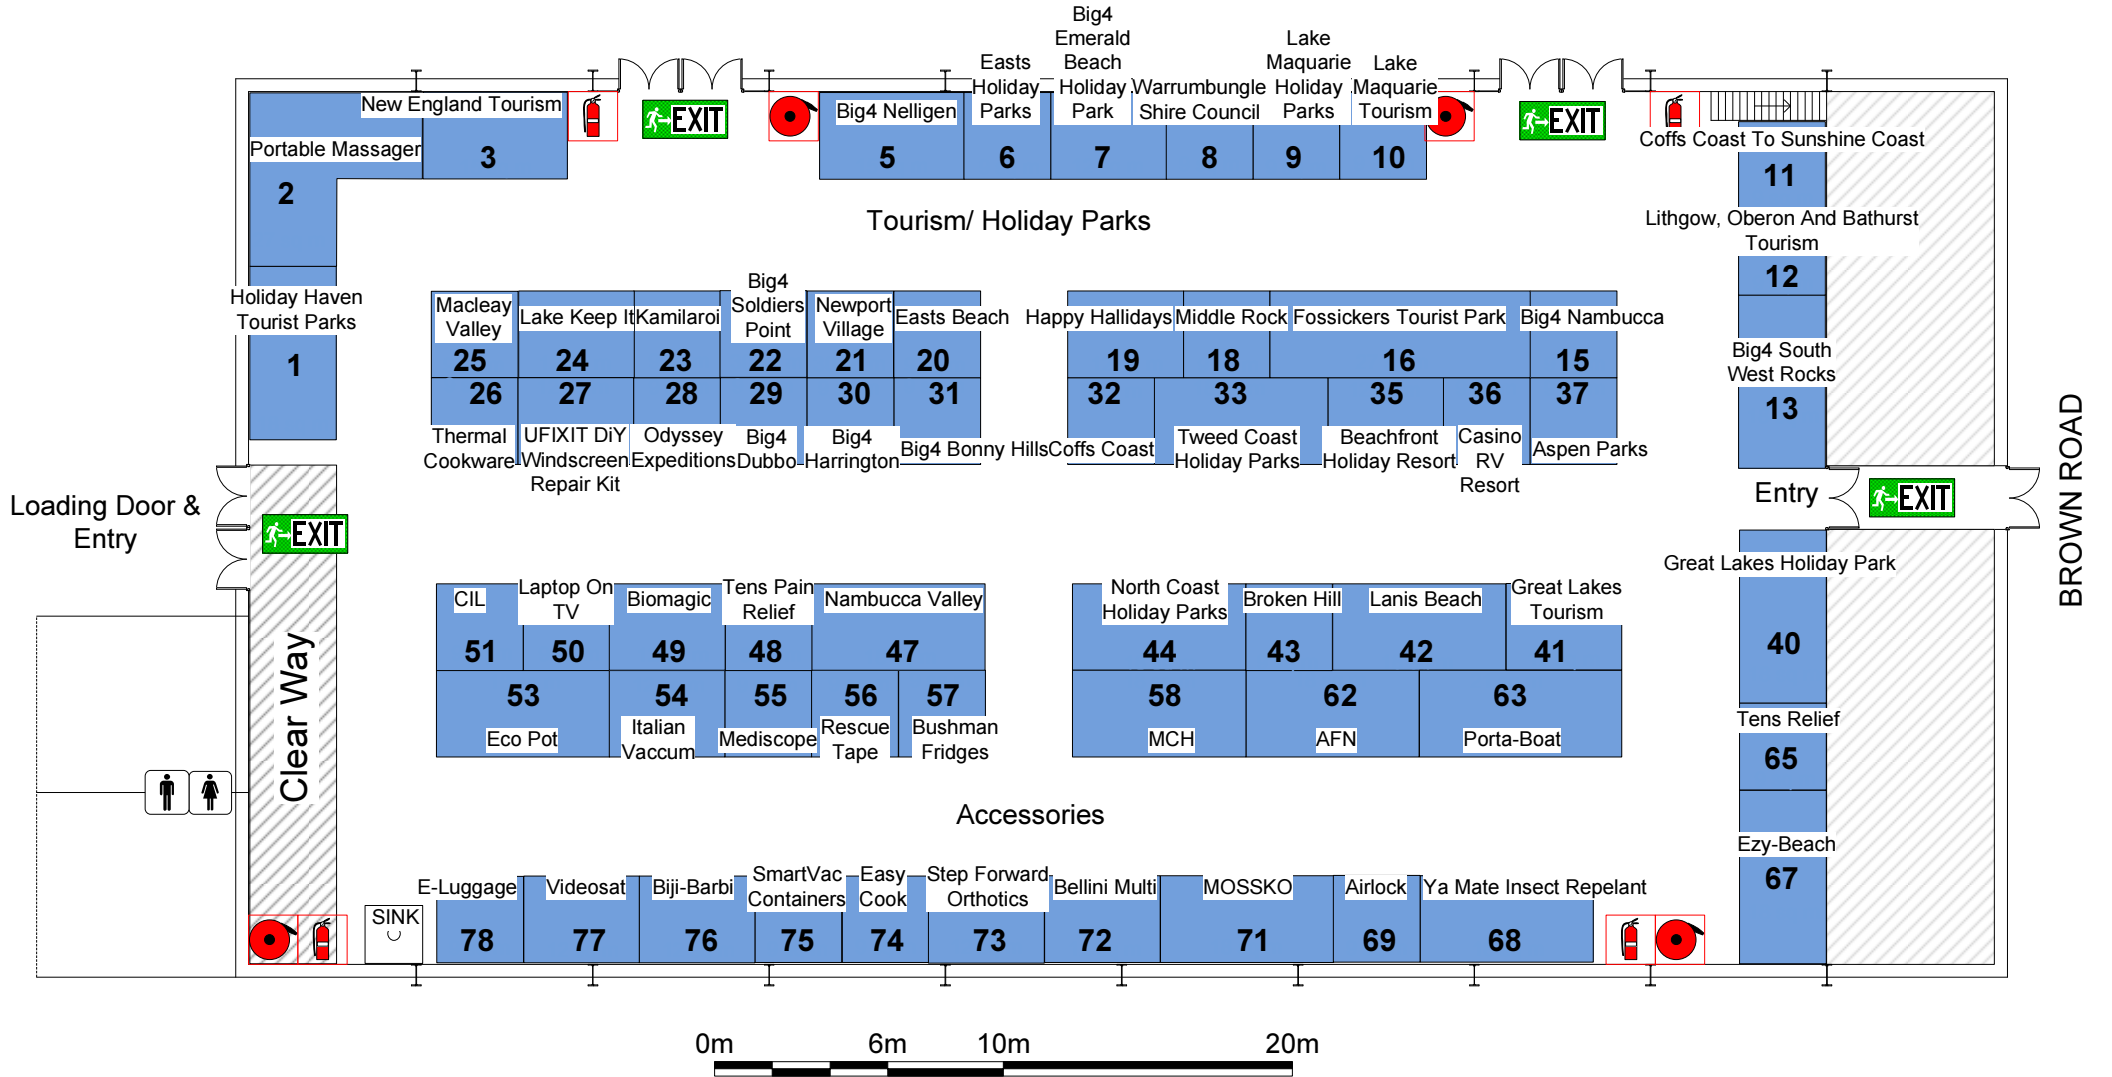 Big4
Emerald
Beach
Holiday
Park
Easts
Holiday
Parks
Lake
Maquarie
Holiday
Parks
Lake
Maquarie
Tourism
Warrumbungle
Shire Council
New England Tourism
Big4 Nelligen
EXIT
EXIT
Portable Massager
Coffs Coast To Sunshine Coast
2
3
5
6
7
8
9
10
11
Tourism/ Holiday Parks
Lithgow, Oberon And Bathurst
Tourism
12
Holiday Haven
Tourist Parks
1
Macleay
Valley
Lake Keep It
Kamilaroi
Big4
Soldiers
Point
Newport
Village
Easts Beach
Happy Hallidays
Middle Rock
Fossickers Tourist Park
Big4 Nambucca
25
24
23
22
21
20
19
18
16
15
Big4 South
West Rocks
13
26
27
28
29
30
31
32
33
35
36
37
Thermal
Cookware
UFIXIT DiY
Windscreen
Repair Kit
Odyssey
Expeditions
Big4
Dubbo
Big4
Harrington
Big4 Bonny Hills
Coffs Coast
Tweed Coast
Holiday Parks
Beachfront
Holiday Resort
Casino
RV
Resort
Aspen Parks
Loading Door &
Entry
EXIT
Entry
EXIT
BROWN ROAD
Clear Way
CIL
Laptop On
TV
Biomagic
Tens Pain
Relief
Nambucca Valley
North Coast
Holiday Parks
Broken Hill
Lanis Beach
Great Lakes
Tourism
Great Lakes Holiday Park
51
50
49
48
47
44
43
42
41
40
53
54
55
56
57
58
62
63
Eco Pot
Italian
Vaccum
Mediscope
Rescue
Tape
Bushman
Fridges
MCH
AFN
Porta-Boat
Tens Relief
65
Accessories
Ezy-Beach
67
SINK
E-Luggage
Videosat
Biji-Barbi
SmartVac
Containers
Easy
Cook
Step Forward
Orthotics
Bellini Multi
MOSSKO
Airlock
Ya Mate Insect Repelant
78
77
76
75
74
73
72
71
69
68
0m
6m
10m
20m